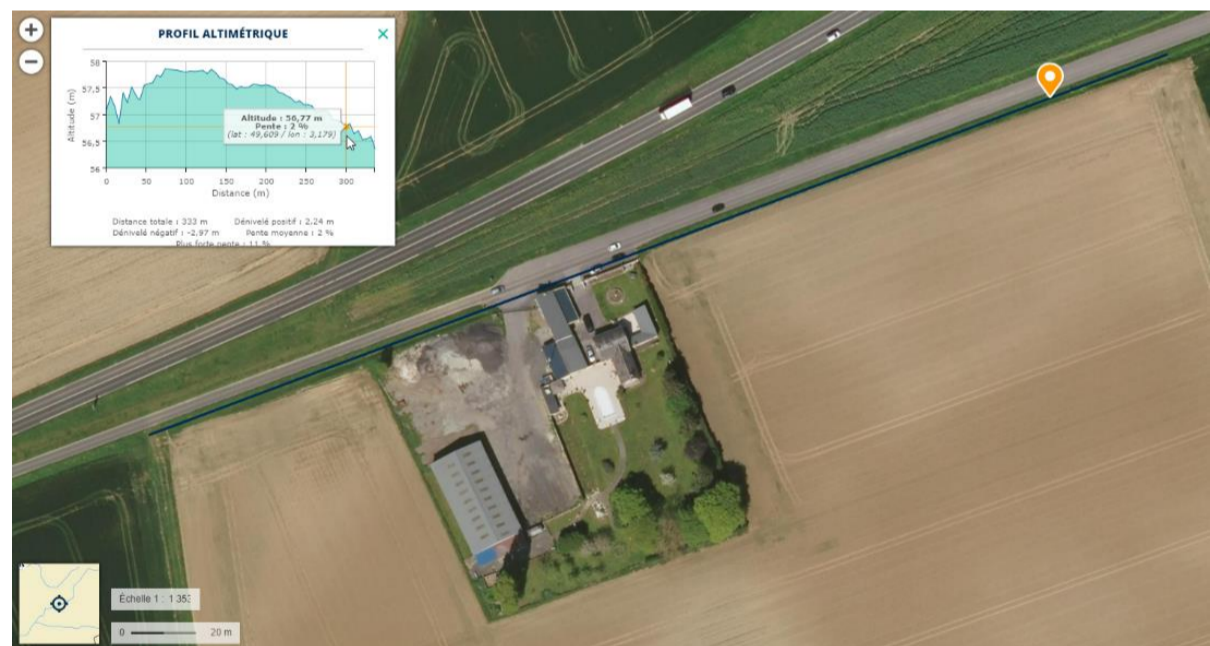 +
−
PROFIL ALTIMÉTRIQUE ×
Altitude (m)
58
57,5
57
56,5
56
Altitude : 56,77 m
Pente : 2 %
(lat : 49,609 / lon : 3,179)
0 50 100 150 200 250 300
Distance (m)
Distance totale : 333 m Dénivelé positif : 2,24 m
Dénivelé négatif : -2,97 m Pente moyenne : 2 %
Plus forte pente : 11 %
Échelle 1 : 1 353
0 20 m